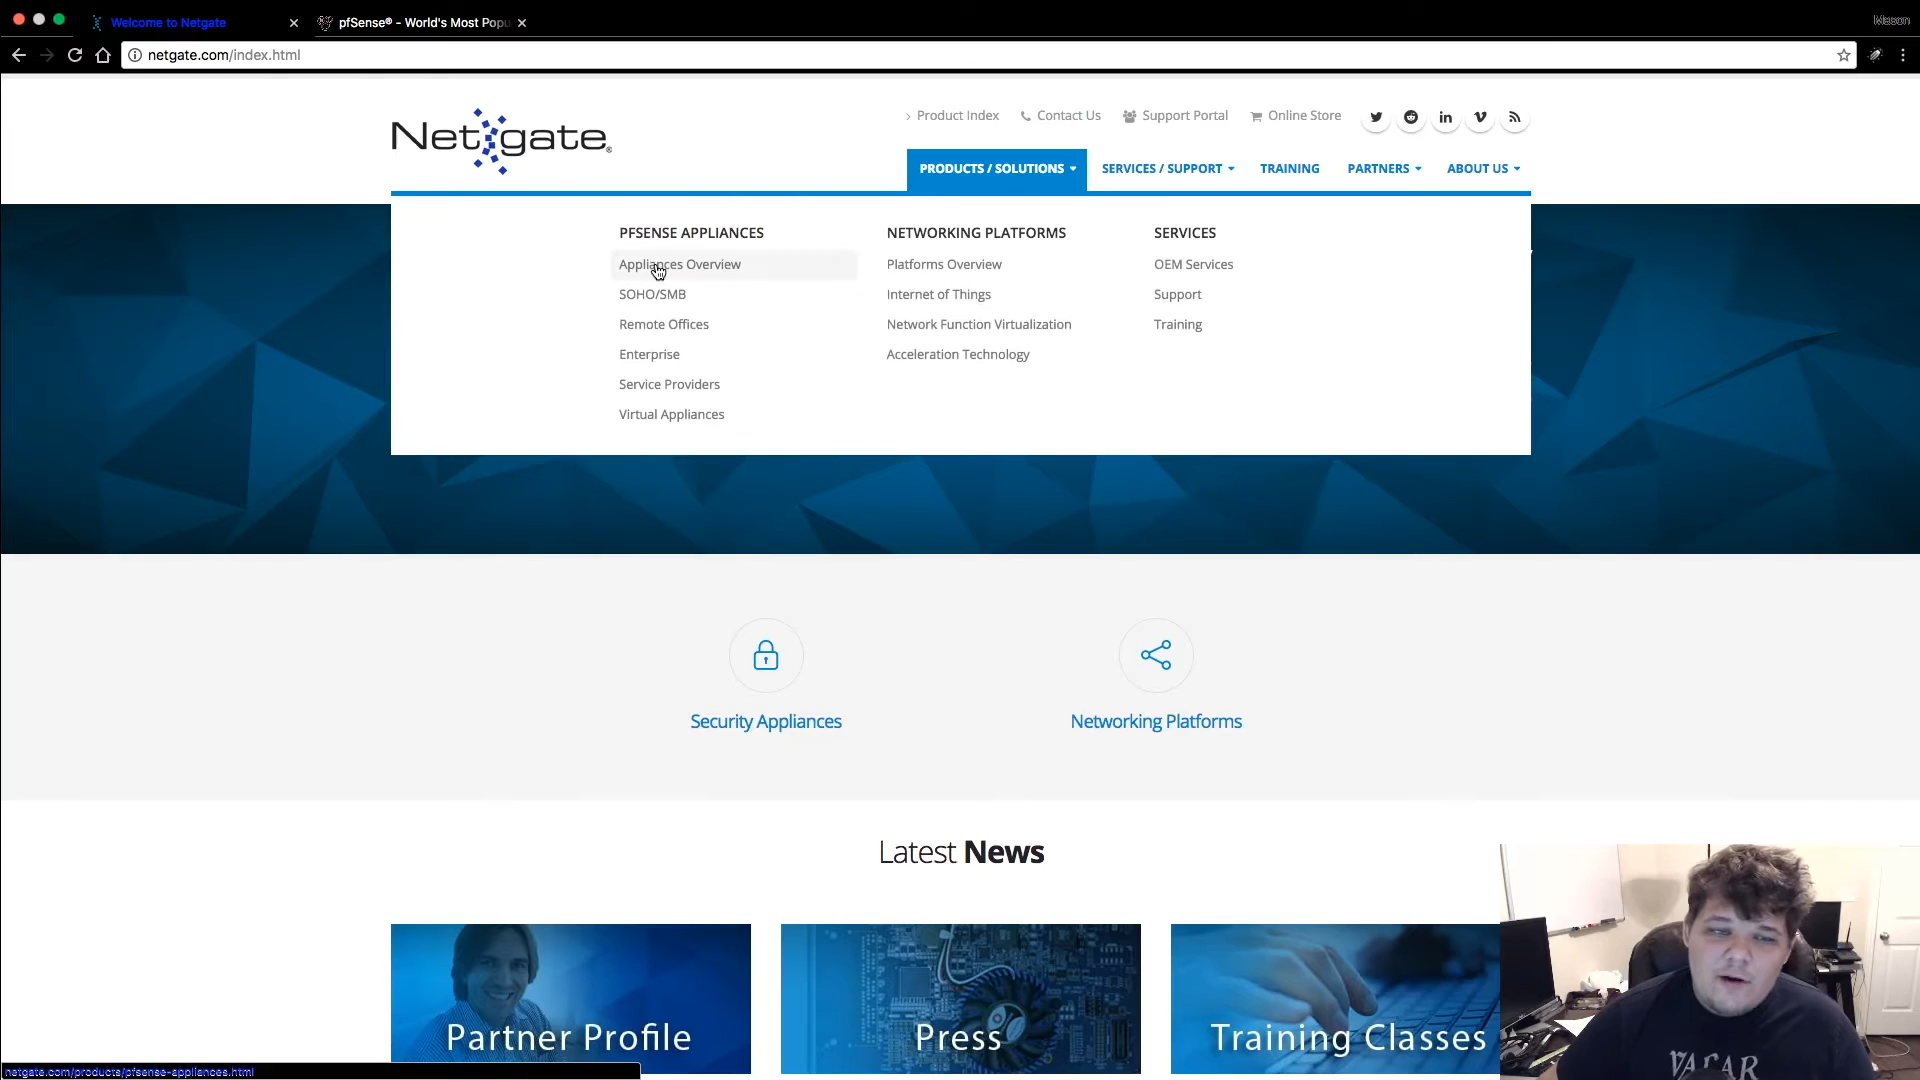 Welcome to Netgate
pfSense® - World's Most Popu
Mason
netgate.com/index.html
Netgate®
Product Index
Contact Us
Support Portal
Online Store
PRODUCTS / SOLUTIONS
SERVICES / SUPPORT
TRAINING
PARTNERS
ABOUT US
PFSENSE APPLIANCES
Appliances Overview
SOHO/SMB
Remote Offices
Enterprise
Service Providers
Virtual Appliances
NETWORKING PLATFORMS
Platforms Overview
Internet of Things
Network Function Virtualization
Acceleration Technology
SERVICES
OEM Services
Support
Training
Security Appliances
Networking Platforms
Latest News
Partner Profile
Press
Training Classes
netgate.com/products/pfsense-appliances.html